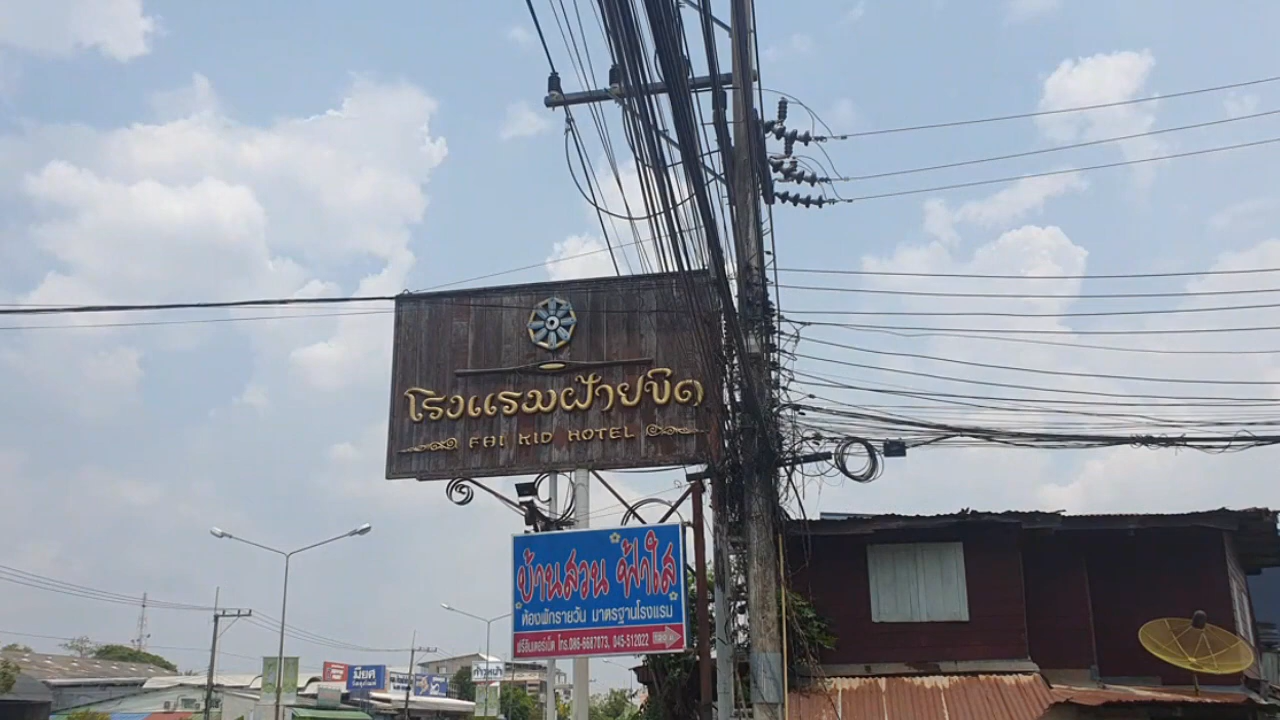 โรงแรมฝ้ายขิด
FAI KID HOTEL
บ้านสวน ฟ้าใส
ห้องพักรายวัน มาตรฐานโรงแรม
ฟรีอินเตอร์เน็ต โทร.086-6687073, 045-512022